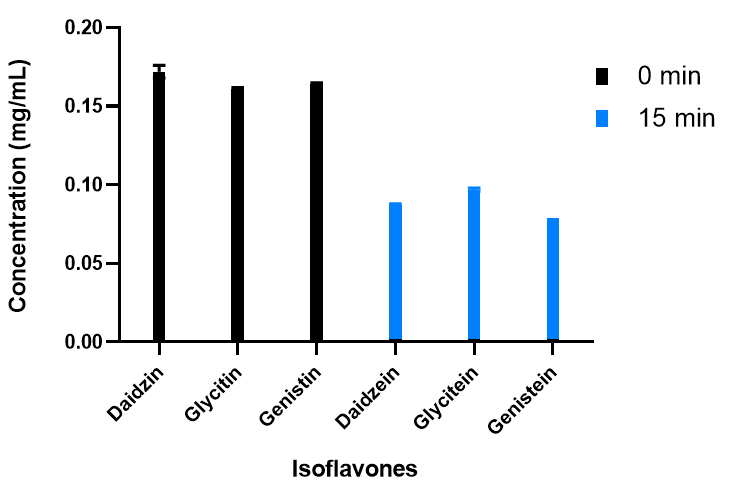 Concentration (mg/mL)
0.20
0.15
0.10
0.05
0.00
Daidzin
Glycitin
Genistin
Daidzein
Glycitein
Genistein
Isoflavones
0 min
15 min